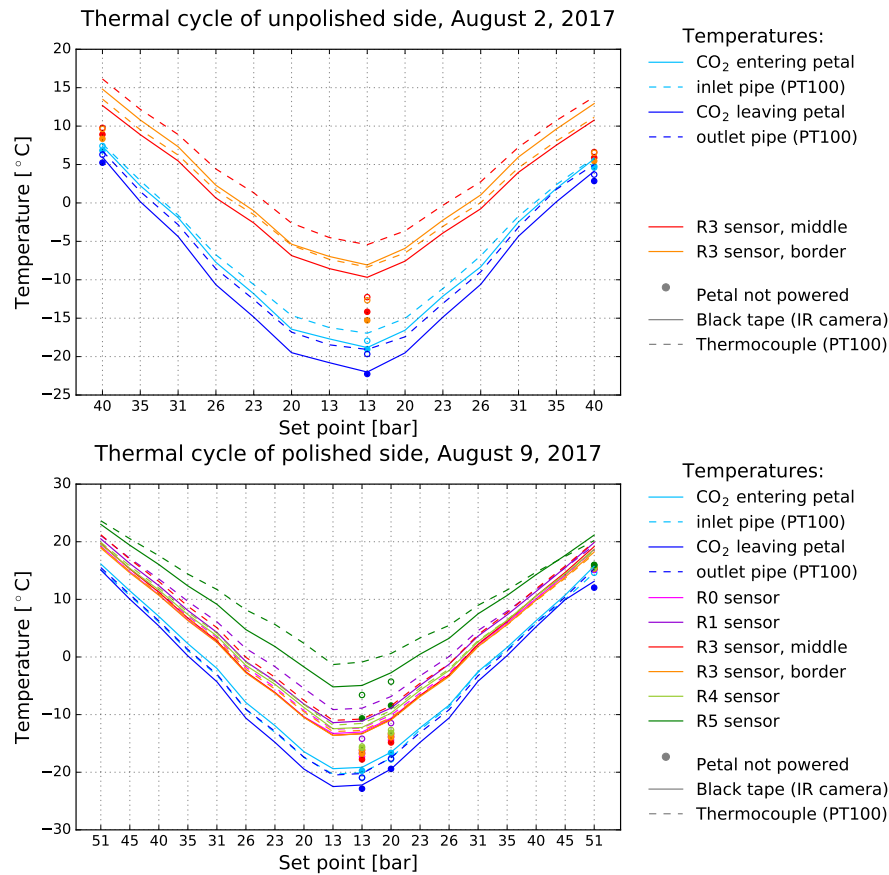 Thermal cycle of unpolished side, August 2, 2017
20
15
10
5
0
−5
−10
−15
−20
−25
Temperature [ °C]
40 35 31 26 23 20 13 13 20 23 26 31 35 40
Set point [bar]
Temperatures:
CO2 entering petal
inlet pipe (PT100)
CO2 leaving petal
outlet pipe (PT100)
R3 sensor, middle
R3 sensor, border
Petal not powered
Black tape (IR camera)
Thermocouple (PT100)
Thermal cycle of polished side, August 9, 2017
30
20
10
0
−10
−20
−30
Temperature [ °C]
51 45 40 35 31 26 23 20 13 13 20 23 26 31 35 40 45 51
Set point [bar]
Temperatures:
CO2 entering petal
inlet pipe (PT100)
CO2 leaving petal
outlet pipe (PT100)
R0 sensor
R1 sensor
R3 sensor, middle
R3 sensor, border
R4 sensor
R5 sensor
Petal not powered
Black tape (IR camera)
Thermocouple (PT100)